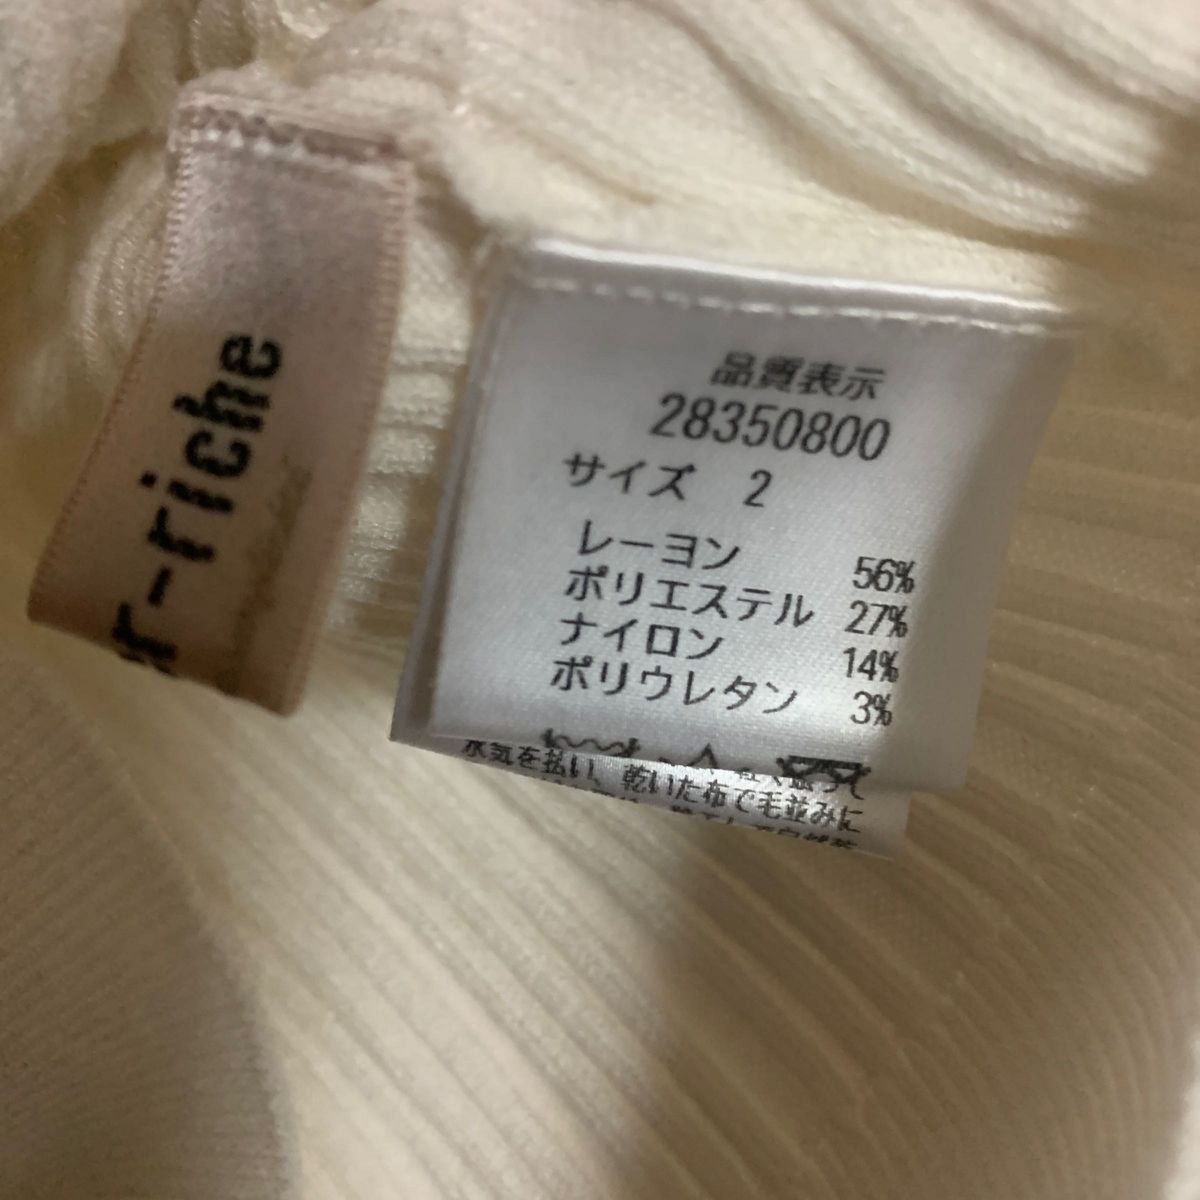 r-riche
品質表示
28350800
サイズ 2
レーヨン 56%
ポリエステル 27%
ナイロン 14%
ポリウレタン 3%
水気を払い、乾いた布で毛並みに